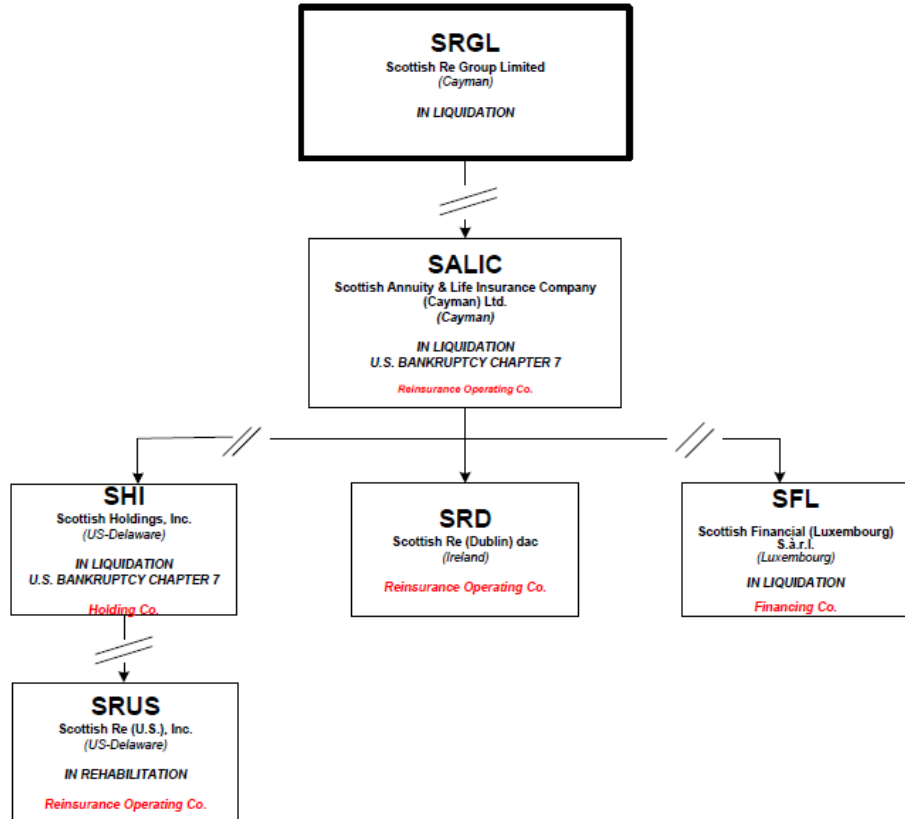 SRGL
Scottish Re Group Limited
(Cayman)
IN LIQUIDATION
SALIC
Scottish Annuity & Life Insurance Company
(Cayman) Ltd.
(Cayman)
IN LIQUIDATION
U.S. BANKRUPTCY CHAPTER 7
Reinsurance Operating Co.
SHI
Scottish Holdings, Inc.
(US-Delaware)
IN LIQUIDATION
U.S. BANKRUPTCY CHAPTER 7
Holding Co.
SRD
Scottish Re (Dublin) dac
(Ireland)
Reinsurance Operating Co.
SFL
Scottish Financial (Luxembourg)
S.à.r.l.
(Luxembourg)
IN LIQUIDATION
Financing Co.
SRUS
Scottish Re (U.S.), Inc.
(US-Delaware)
IN REHABILITATION
Reinsurance Operating Co.